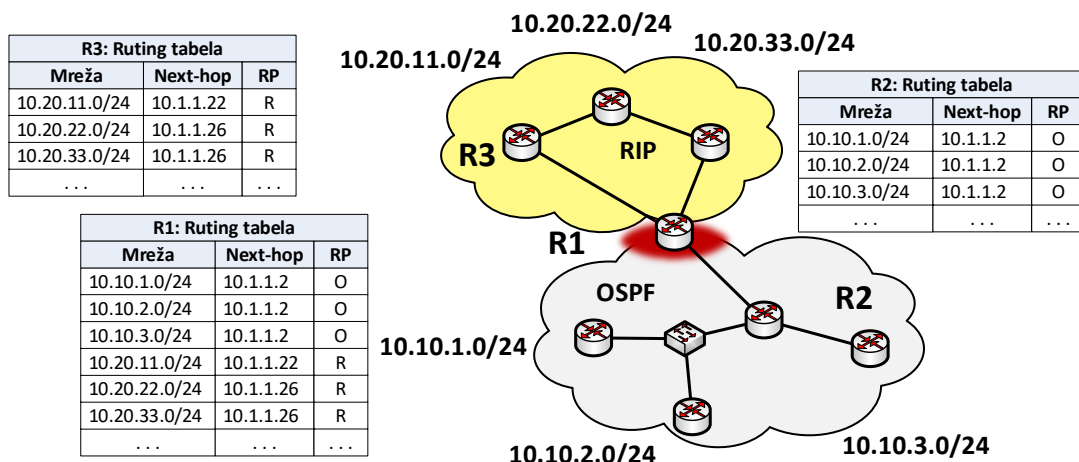 10.20.22.0/24
10.20.11.0/24
10.20.33.0/24
R3: Ruting tabela
Mreža Next-hop RP
10.20.11.0/24 10.1.1.22 R
10.20.22.0/24 10.1.1.26 R
10.20.33.0/24 10.1.1.26 R
. . . . . . ...
R2: Ruting tabela
Mreža Next-hop RP
10.10.1.0/24 10.1.1.2 O
10.10.2.0/24 10.1.1.2 O
10.10.3.0/24 10.1.1.2 O
. . . . . . ...
R3
RIP
R1
R1: Ruting tabela
Mreža Next-hop RP
10.10.1.0/24 10.1.1.2 O
10.10.2.0/24 10.1.1.2 O
10.10.3.0/24 10.1.1.2 O
10.20.11.0/24 10.1.1.22 R
10.20.22.0/24 10.1.1.26 R
10.20.33.0/24 10.1.1.26 R
. . . . . . ...
OSPF
R2
10.10.1.0/24
10.10.2.0/24
10.10.3.0/24